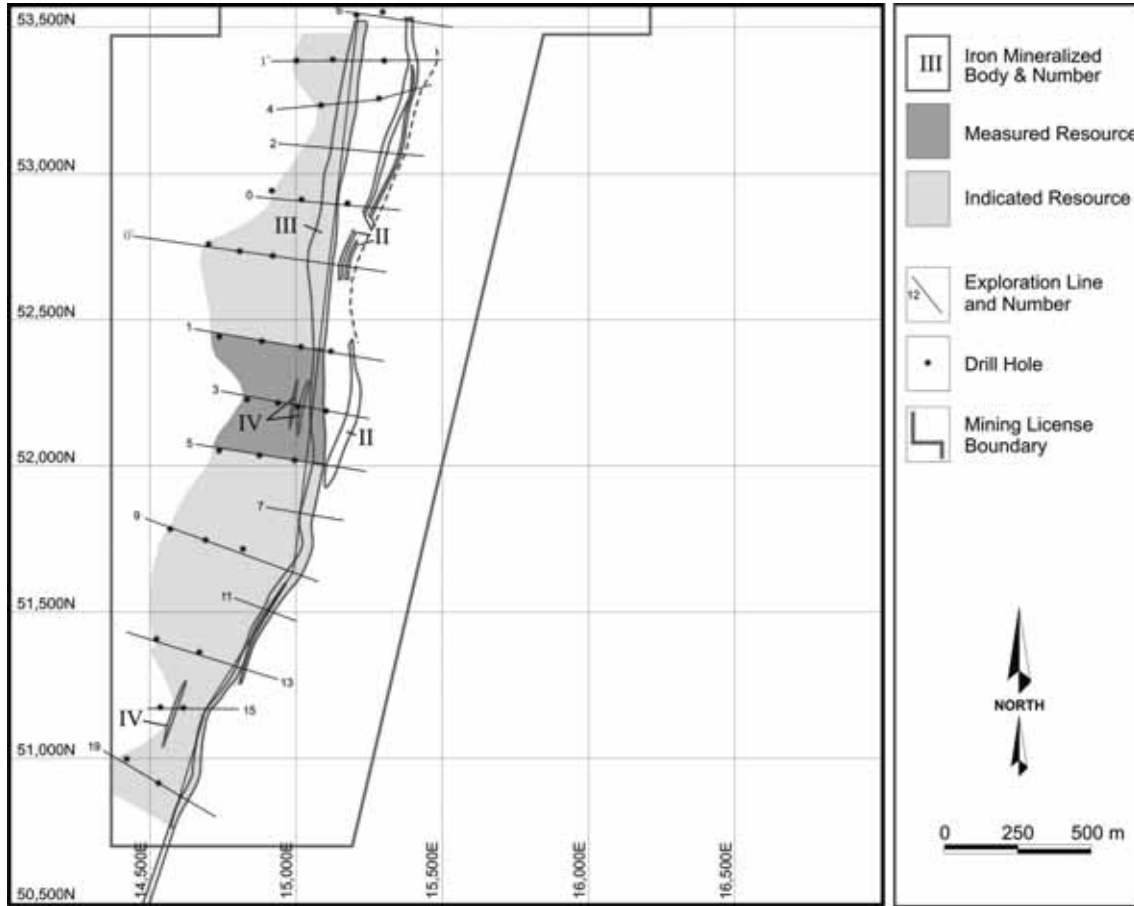 53,500N
53,000N
52,500N
52,000N
51,500N
51,000N
50,500N
14,500E
15,000E
15,500E
16,000E
16,500E
1'
4
2
0
III
II
0'
1
3
IV
II
5
7
9
11
13
IV
15
19
III
Iron Mineralized
Body & Number
Measured Resource
Indicated Resource
12
Exploration Line
and Number
Drill Hole
Mining License
Boundary
NORTH
0 250 500 m